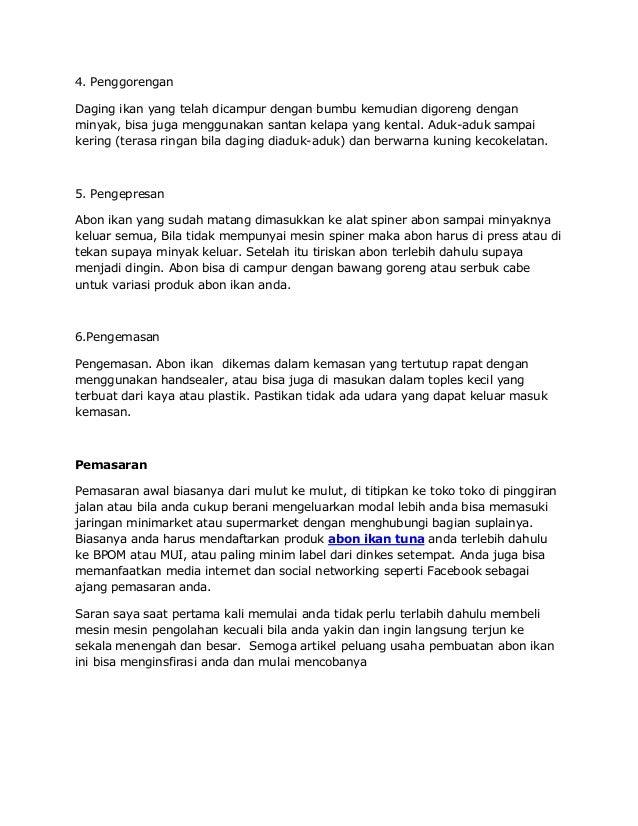 4. Penggorengan
Daging ikan yang telah dicampur dengan bumbu kemudian digoreng dengan
minyak, bisa juga menggunakan santan kelapa yang kental. Aduk-aduk sampai
kering (terasa ringan bila daging diaduk-aduk) dan berwarna kuning kecokelatan.
5. Pengepresan
Abon ikan yang sudah matang dimasukkan ke alat spiner abon sampai minyaknya
keluar semua, Bila tidak mempunyai mesin spiner maka abon harus di press atau di
tekan supaya minyak keluar. Setelah itu tiriskan abon terlebih dahulu supaya
menjadi dingin. Abon bisa di campur dengan bawang goreng atau serbuk cabe
untuk variasi produk abon ikan anda.
6.Pengemasan
Pengemasan. Abon ikan  dikemas dalam kemasan yang tertutup rapat dengan
menggunakan handsealer, atau bisa juga di masukan dalam toples kecil yang
terbuat dari kaya atau plastik. Pastikan tidak ada udara yang dapat keluar masuk
kemasan.
Pemasaran
Pemasaran awal biasanya dari mulut ke mulut, di titipkan ke toko toko di pinggiran
jalan atau bila anda cukup berani mengeluarkan modal lebih anda bisa memasuki
jaringan minimarket atau supermarket dengan menghubungi bagian suplainya.
Biasanya anda harus mendaftarkan produk abon ikan tuna anda terlebih dahulu
ke BPOM atau MUI, atau paling minim label dari dinkes setempat. Anda juga bisa
memanfaatkan media internet dan social networking seperti Facebook sebagai
ajang pemasaran anda.
Saran saya saat pertama kali memulai anda tidak perlu terlabih dahulu membeli
mesin mesin pengolahan kecuali bila anda yakin dan ingin langsung terjun ke
sekala menengah dan besar.  Semoga artikel peluang usaha pembuatan abon ikan
ini bisa menginsfirasi anda dan mulai mencobanya